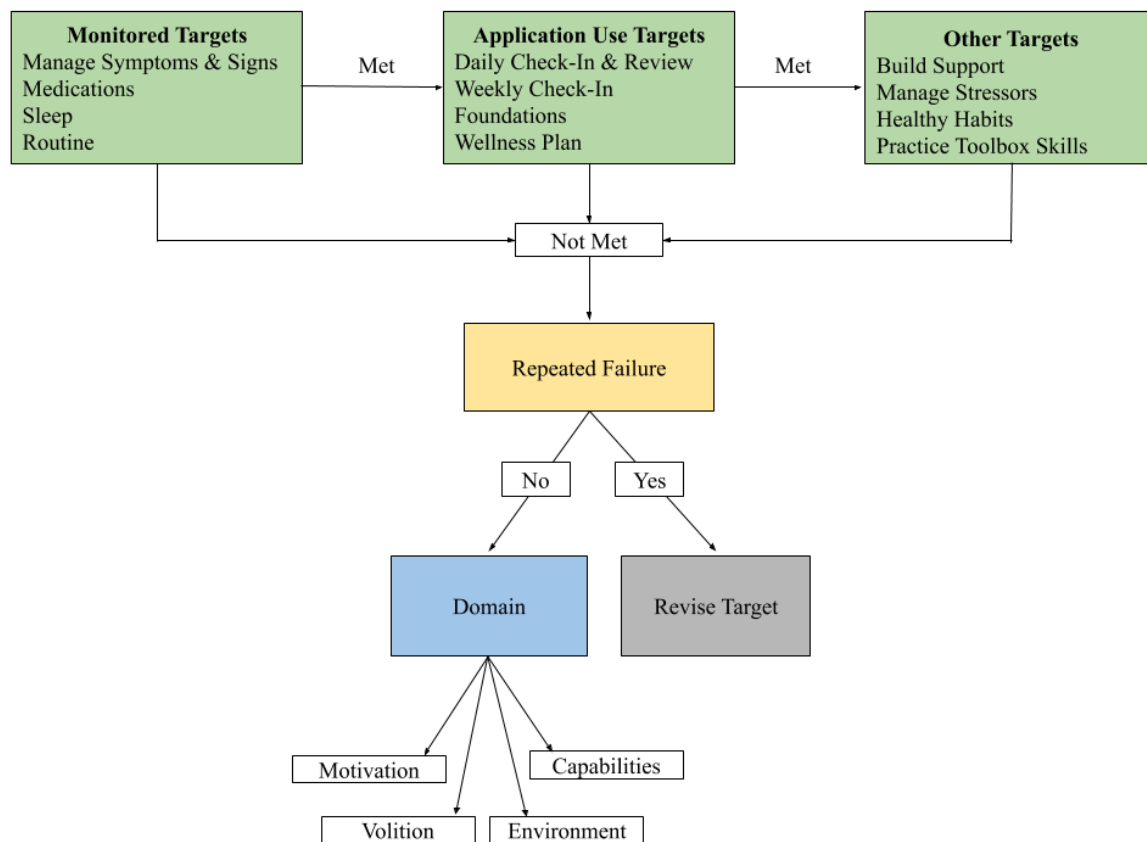 Monitored Targets
Manage Symptoms & Signs
Medications
Sleep
Routine
Met
Application Use Targets
Daily Check-In & Review
Weekly Check-In
Foundations
Wellness Plan
Met
Other Targets
Build Support
Manage Stressors
Healthy Habits
Practice Toolbox Skills
Not Met
Repeated Failure
No
Yes
Domain
Revise Target
Motivation
Capabilities
Volition
Environment